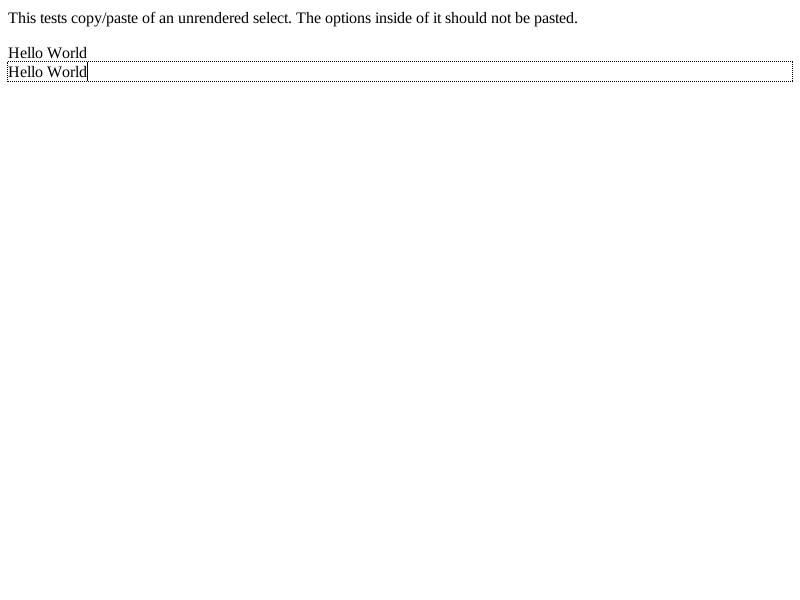 This tests copy/paste of an unrendered select. The options inside of it should not be pasted.
Hello World
Hello World